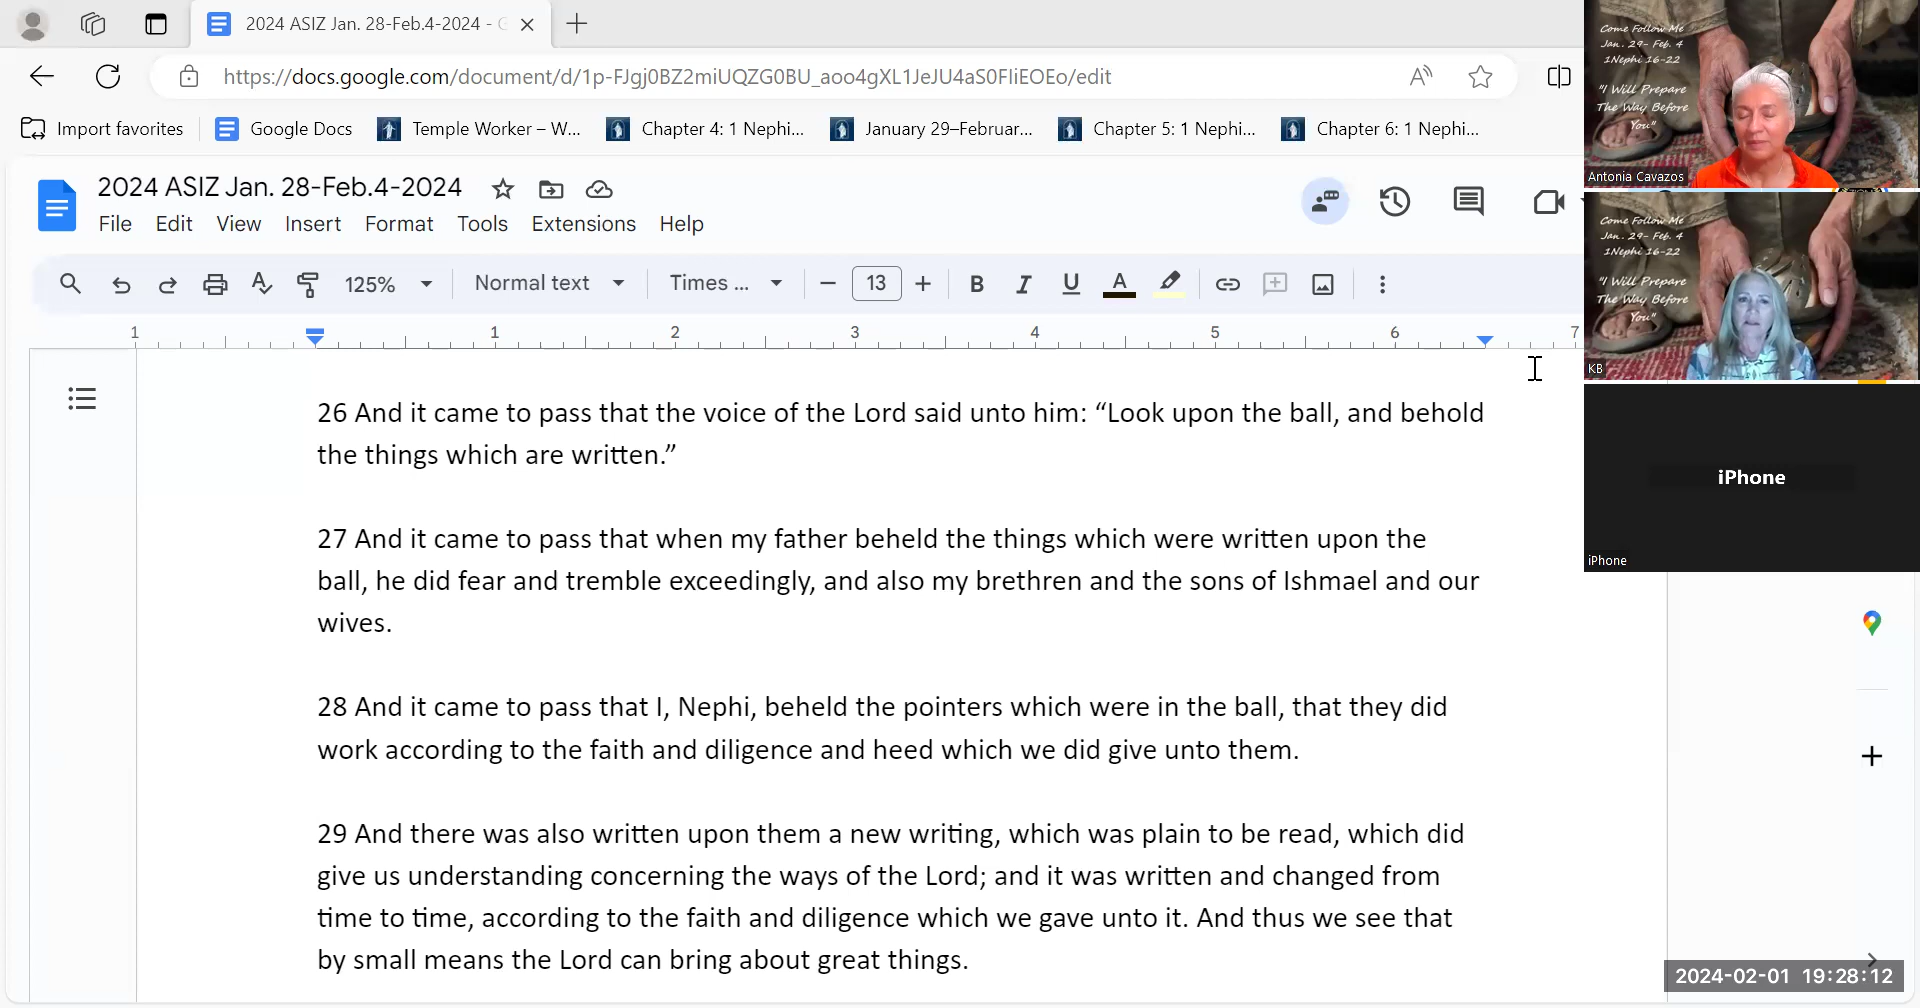 2024 ASIZ Jan. 28-Feb.4-2024 - G
https://docs.google.com/document/d/1p-FJgj0BZ2miUQZG0BU_aoo4gXL1JeJU4aS0FIiEOEo/edit
Import favorites Google Docs Temple Worker – W... Chapter 4: 1 Nephi... January 29–Februar... Chapter 5: 1 Nephi... Chapter 6: 1 Nephi...
2024 ASIZ Jan. 28-Feb.4-2024
File Edit View Insert Format Tools Extensions Help
125% Normal text Times ... 13 B I U A
1 1 2 3 4 5 6 7
26 And it came to pass that the voice of the Lord said unto him: “Look upon the ball, and behold
the things which are written.”
27 And it came to pass that when my father beheld the things which were written upon the
ball, he did fear and tremble exceedingly, and also my brethren and the sons of Ishmael and our
wives.
28 And it came to pass that I, Nephi, beheld the pointers which were in the ball, that they did
work according to the faith and diligence and heed which we did give unto them.
29 And there was also written upon them a new writing, which was plain to be read, which did
give us understanding concerning the ways of the Lord; and it was written and changed from
time to time, according to the faith and diligence which we gave unto it. And thus we see that
by small means the Lord can bring about great things.
Come Follow Me
Jan. 29- Feb. 4
1Nephi 16-22
"I Will Prepare
The Way Before
You"
Antonia Cavazos
Come Follow Me
Jan. 29- Feb. 4
1Nephi 16-22
"I Will Prepare
The Way Before
You"
KB
iPhone
iPhone
2024-02-01 19:28:12